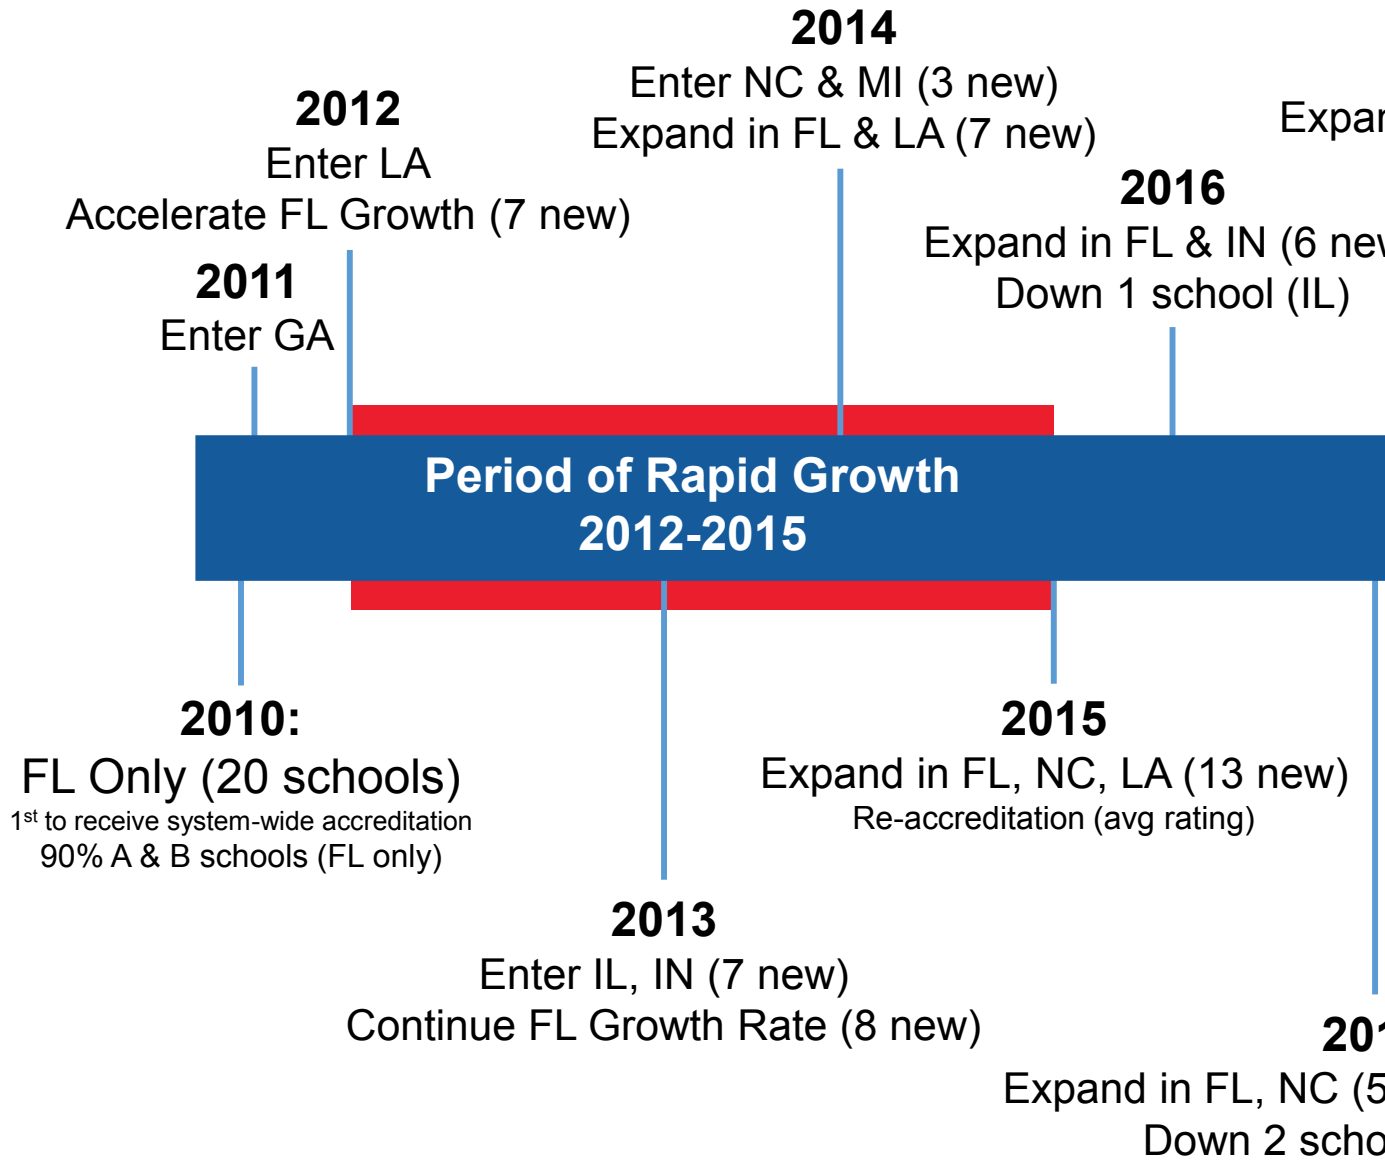 2014
Enter NC & MI (3 new)
Expand in FL & LA (7 new)
2012
Enter LA
Accelerate FL Growth (7 new)
2011
Enter GA
2016
Expand in FL & IN (6
Down 1 school (IL)
Period of Rapid Growth
2012-2015
2010:
FL Only (20 schools)
1st to receive system-wide accreditation
90% A & B schools (FL only)
2015
Expand in FL, NC, LA (13 new)
Re-accreditation (avg rating)
2013
Enter IL, IN (7 new)
Continue FL Growth Rate (8 new)
Expand in FL, NC (5
Down 2